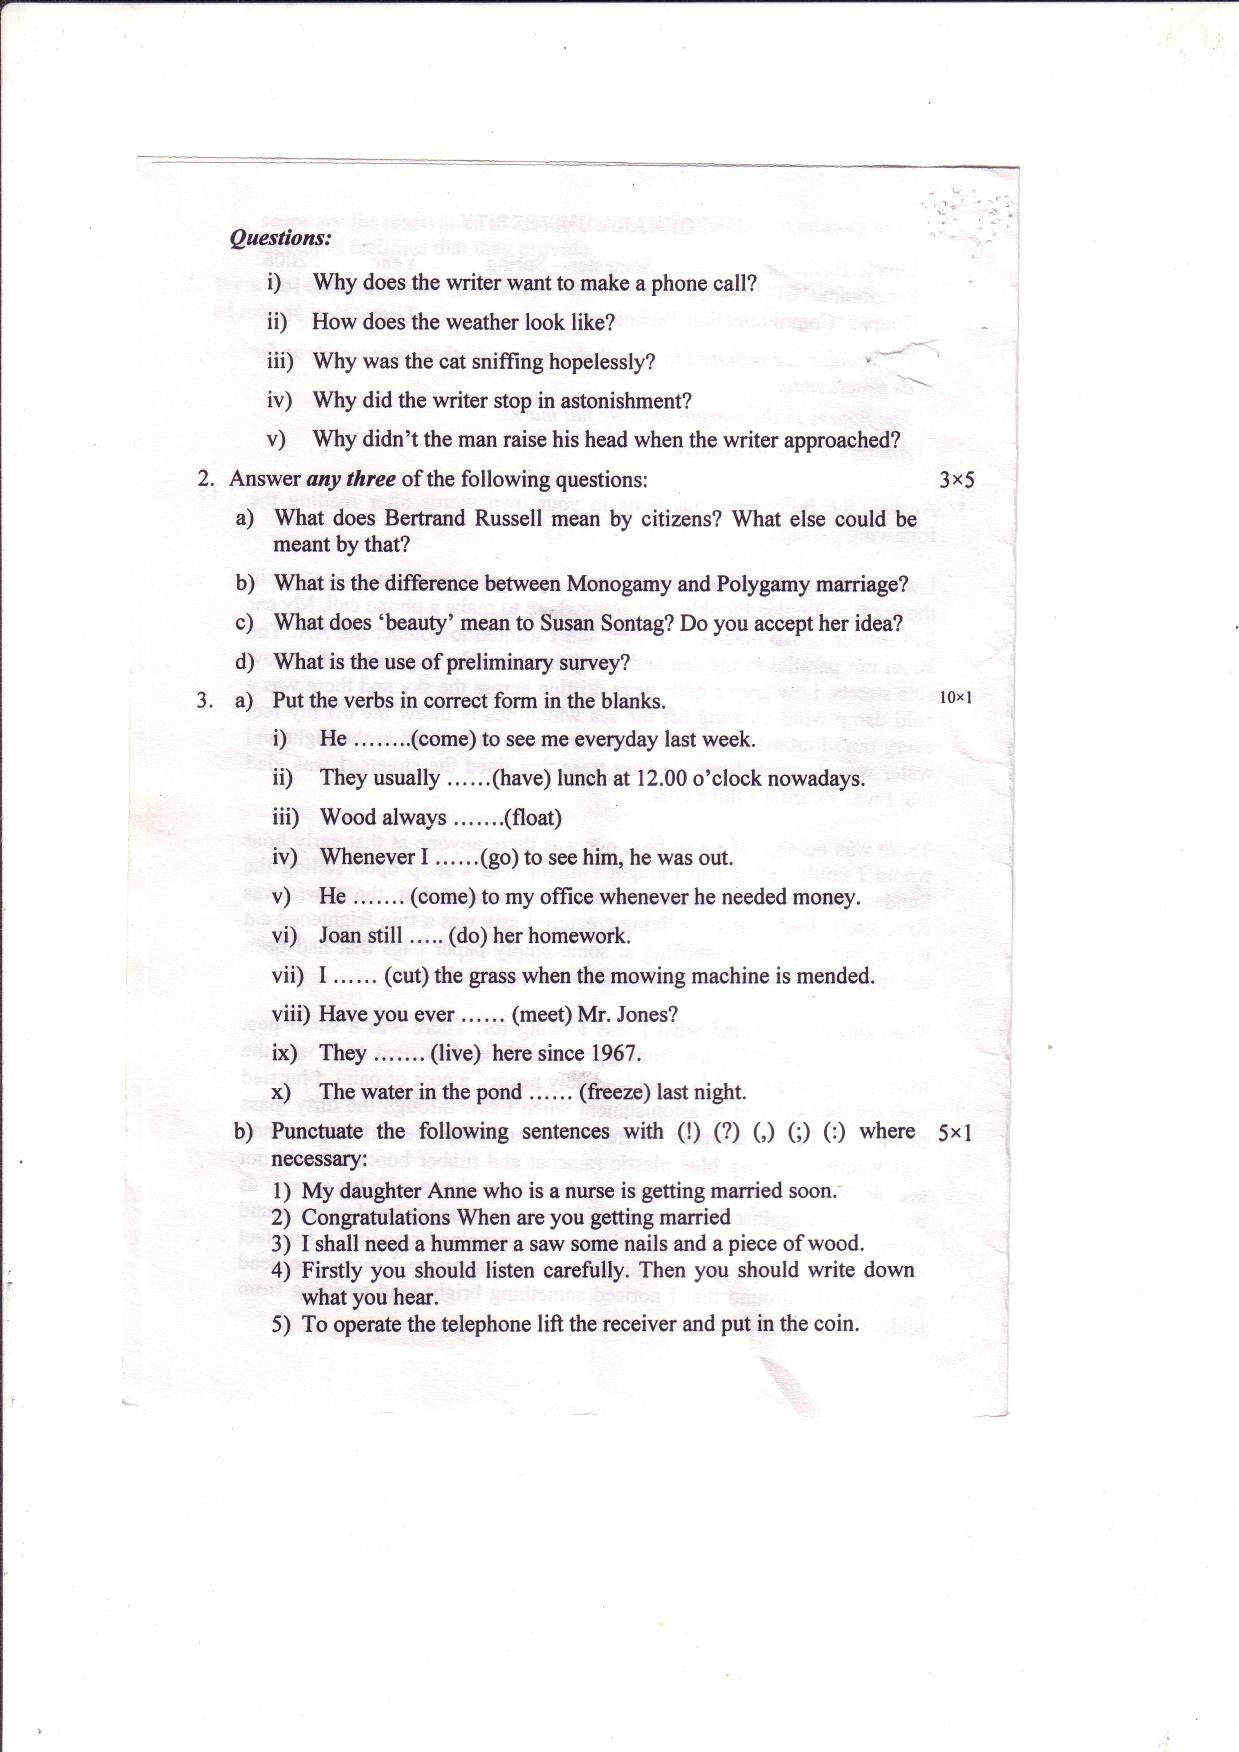 Questions:
i) Why does the writer want to make a phone call?
ii) How does the weather look like?
iii) Why was the cat sniffing hopelessly?
iv) Why did the writer stop in astonishment?
v) Why didn't the man raise his head when the writer approached?
2. Answer any three of the following questions: 3×5
a) What does Bertrand Russell mean by citizens? What else could be
meant by that?
b) What is the difference between Monogamy and Polygamy marriage?
c) What does ‘beauty’ mean to Susan Sontag? Do you accept her idea?
d) What is the use of preliminary survey?
3. a) Put the verbs in correct form in the blanks. 10×1
i) He ........(come) to see me everyday last week.
ii) They usually ......(have) lunch at 12.00 o’clock nowadays.
iii) Wood always .......(float)
iv) Whenever I ......(go) to see him, he was out.
v) He ....... (come) to my office whenever he needed money.
vi) Joan still ..... (do) her homework.
vii) I ...... (cut) the grass when the mowing machine is mended.
viii) Have you ever ...... (meet) Mr. Jones?
ix) They ....... (live) here since 1967.
x) The water in the pond ...... (freeze) last night.
b) Punctuate the following sentences with (!) (?) (,) (;) (:) where 5×1
necessary:
1) My daughter Anne who is a nurse is getting married soon.
2) Congratulations When are you getting married
3) I shall need a hummer a saw some nails and a piece of wood.
4) Firstly you should listen carefully. Then you should write down
what you hear.
5) To operate the telephone lift the receiver and put in the coin.